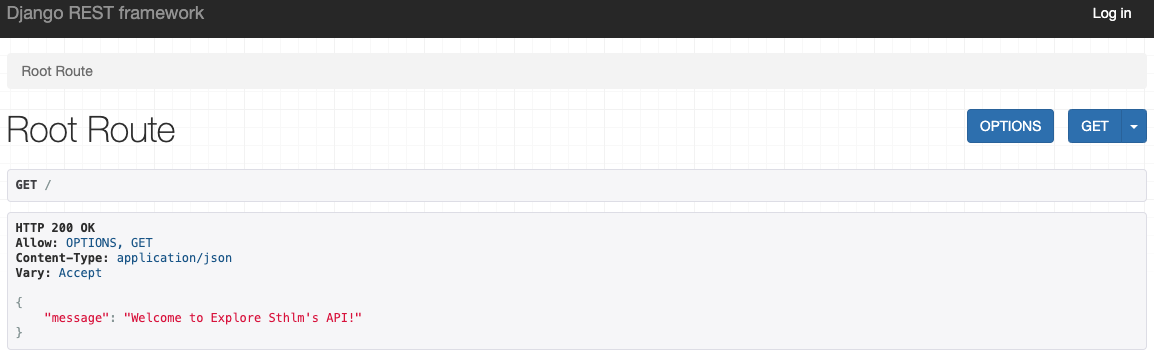 Django REST framework
Log in
Root Route
Root Route
OPTIONS
GET
GET /
HTTP 200 OK
Allow: OPTIONS, GET
Content-Type: application/json
Vary: Accept
{
    "message": "Welcome to Explore Sthlm's API!"
}